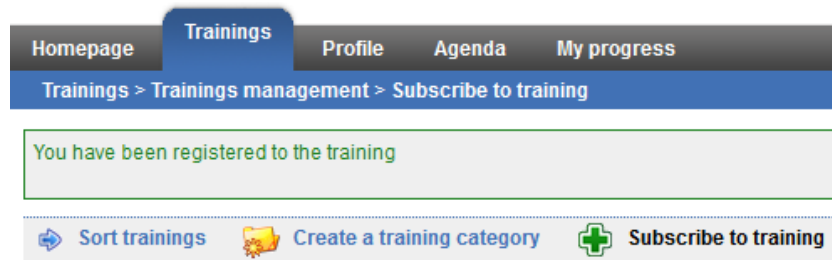 Homepage Trainings Profile Agenda My progress
Trainings > Trainings management > Subscribe to training
You have been registered to the training
Sort trainings Create a training category Subscribe to training